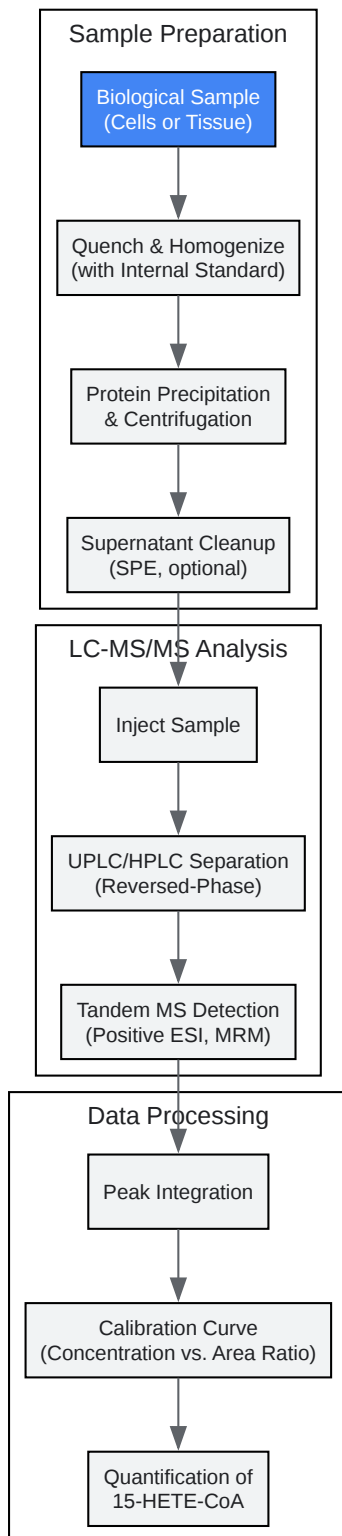 Sample Preparation
Biological Sample
(Cells or Tissue)
Quench & Homogenize
(with Internal Standard)
Protein Precipitation
& Centrifugation
Supernatant Cleanup
(SPE, optional)
LC-MS/MS Analysis
Inject Sample
UPLC/HPLC Separation
(Reversed-Phase)
Tandem MS Detection
(Positive ESI, MRM)
Data Processing
Peak Integration
Calibration Curve
(Concentration vs. Area Ratio)
Quantification of
15-HETE-CoA